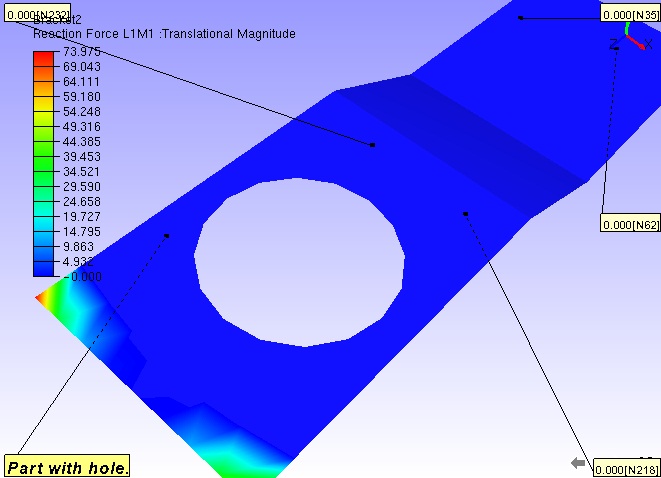 0.000[N232]
Bracket2
0.000[N35]
Reaction Force L1M1 :Translational Magnitude
Z X
73.975
69.043
64.111
59.180
54.248
49.316
44.385
39.453
34.521
29.590
24.658
19.727
14.795
9.863
4.932
-0.000
0.000[N62]
Part with hole.
0.000[N218]